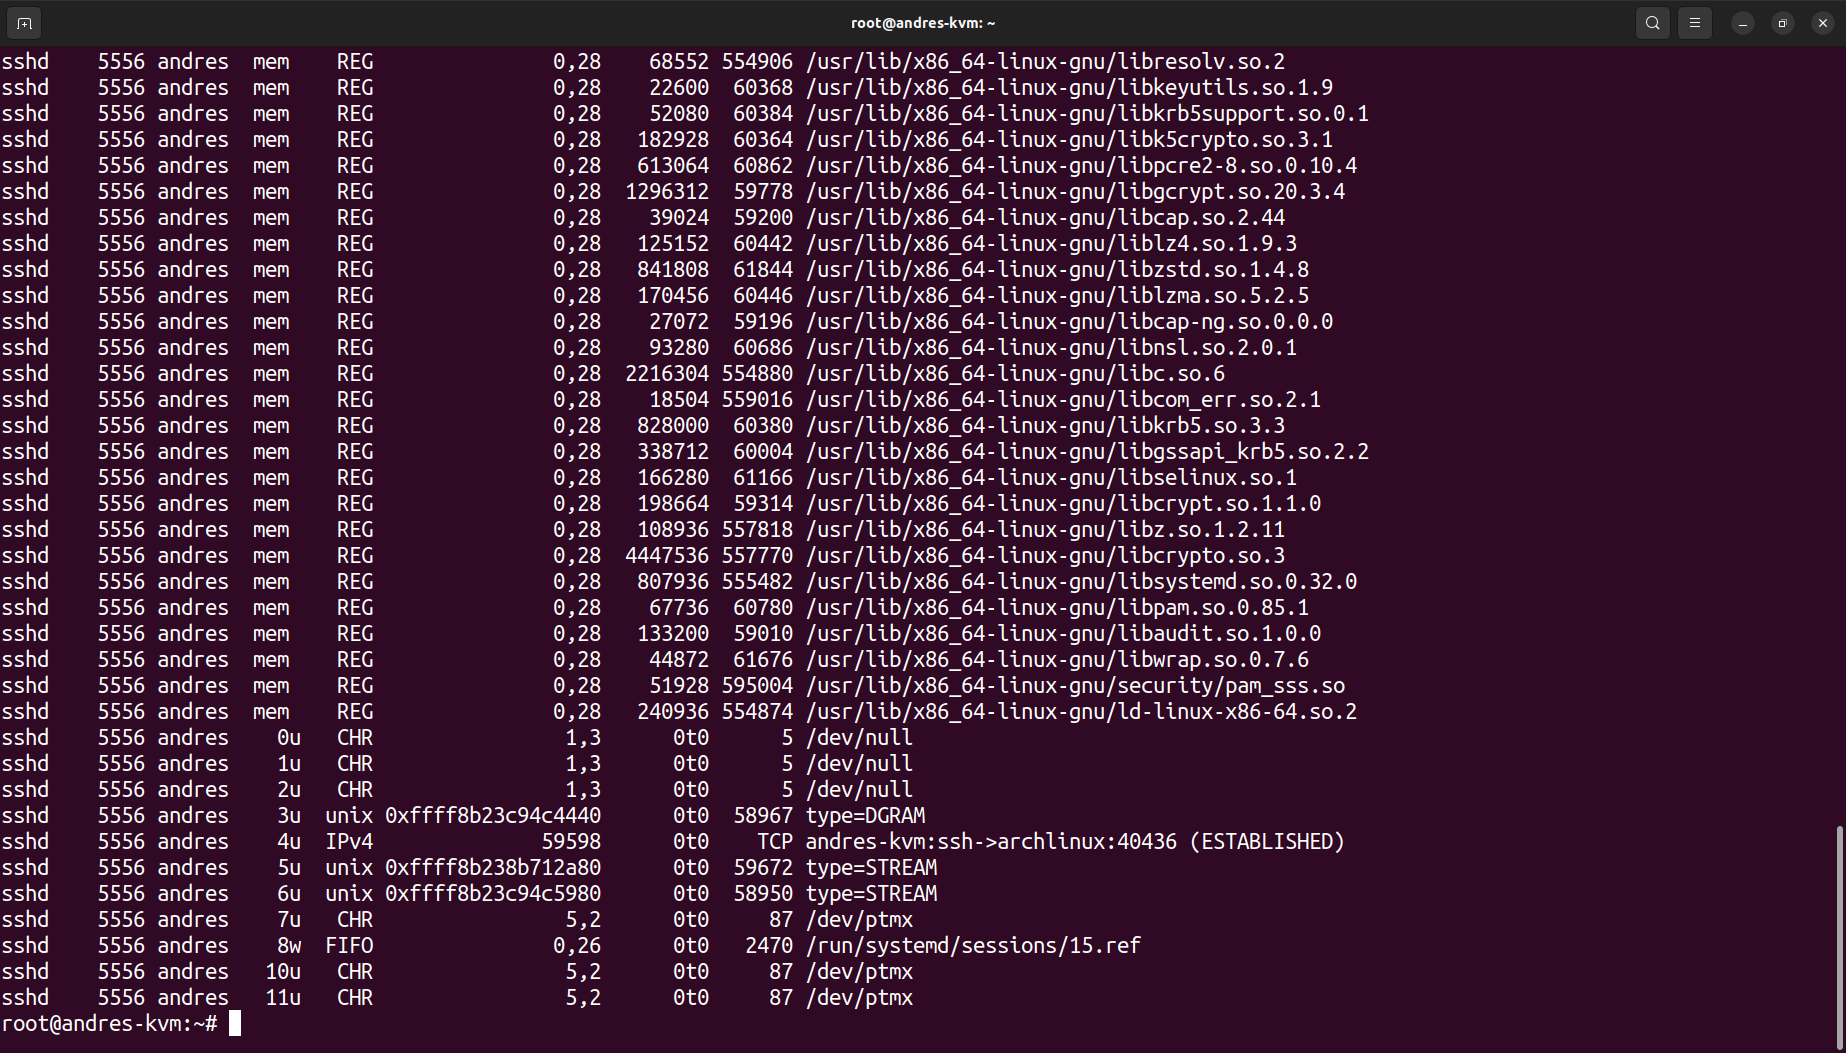 root@andres-kvm: ~
sshd    5556 andres  mem    REG               0,28    68552 554906 /usr/lib/x86_64-linux-gnu/libresolv.so.2
sshd    5556 andres  mem    REG               0,28    22600  60368 /usr/lib/x86_64-linux-gnu/libkeyutils.so.1.9
sshd    5556 andres  mem    REG               0,28    52080  60384 /usr/lib/x86_64-linux-gnu/libkrb5support.so.0.1
sshd    5556 andres  mem    REG               0,28   182928  60364 /usr/lib/x86_64-linux-gnu/libk5crypto.so.3.1
sshd    5556 andres  mem    REG               0,28   613064  60862 /usr/lib/x86_64-linux-gnu/libpcre2-8.so.0.10.4
sshd    5556 andres  mem    REG               0,28  1296312  59778 /usr/lib/x86_64-linux-gnu/libgcrypt.so.20.3.4
sshd    5556 andres  mem    REG               0,28    39024  59200 /usr/lib/x86_64-linux-gnu/libcap.so.2.44
sshd    5556 andres  mem    REG               0,28   125152  60442 /usr/lib/x86_64-linux-gnu/liblz4.so.1.9.3
sshd    5556 andres  mem    REG               0,28   841808  61844 /usr/lib/x86_64-linux-gnu/libzstd.so.1.4.8
sshd    5556 andres  mem    REG               0,28   170456  60446 /usr/lib/x86_64-linux-gnu/liblzma.so.5.2.5
sshd    5556 andres  mem    REG               0,28    27072  59196 /usr/lib/x86_64-linux-gnu/libcap-ng.so.0.0.0
sshd    5556 andres  mem    REG               0,28    93280  60686 /usr/lib/x86_64-linux-gnu/libnsl.so.2.0.1
sshd    5556 andres  mem    REG               0,28  2216304 554880 /usr/lib/x86_64-linux-gnu/libc.so.6
sshd    5556 andres  mem    REG               0,28    18504 559016 /usr/lib/x86_64-linux-gnu/libcom_err.so.2.1
sshd    5556 andres  mem    REG               0,28   828000  60380 /usr/lib/x86_64-linux-gnu/libkrb5.so.3.3
sshd    5556 andres  mem    REG               0,28   338712  60004 /usr/lib/x86_64-linux-gnu/libgssapi_krb5.so.2.2
sshd    5556 andres  mem    REG               0,28   166280  61166 /usr/lib/x86_64-linux-gnu/libselinux.so.1
sshd    5556 andres  mem    REG               0,28   198664  59314 /usr/lib/x86_64-linux-gnu/libcrypt.so.1.1.0
sshd    5556 andres  mem    REG               0,28   108936 557818 /usr/lib/x86_64-linux-gnu/libz.so.1.2.11
sshd    5556 andres  mem    REG               0,28  4447536 557770 /usr/lib/x86_64-linux-gnu/libcrypto.so.3
sshd    5556 andres  mem    REG               0,28   807936 555482 /usr/lib/x86_64-linux-gnu/libsystemd.so.0.32.0
sshd    5556 andres  mem    REG               0,28    67736  60780 /usr/lib/x86_64-linux-gnu/libpam.so.0.85.1
sshd    5556 andres  mem    REG               0,28   133200  59010 /usr/lib/x86_64-linux-gnu/libaudit.so.1.0.0
sshd    5556 andres  mem    REG               0,28    44872  61676 /usr/lib/x86_64-linux-gnu/libwrap.so.0.7.6
sshd    5556 andres  mem    REG               0,28    51928 595004 /usr/lib/x86_64-linux-gnu/security/pam_sss.so
sshd    5556 andres  mem    REG               0,28   240936 554874 /usr/lib/x86_64-linux-gnu/ld-linux-x86-64.so.2
sshd    5556 andres    0u   CHR                1,3      0t0      5 /dev/null
sshd    5556 andres    1u   CHR                1,3      0t0      5 /dev/null
sshd    5556 andres    2u   CHR                1,3      0t0      5 /dev/null
sshd    5556 andres    3u  unix 0xffff8b23c94c4440      0t0  58967 type=DGRAM
sshd    5556 andres    4u  IPv4              59598      0t0    TCP andres-kvm:ssh->archlinux:40436 (ESTABLISHED)
sshd    5556 andres    5u  unix 0xffff8b238b712a80      0t0  59672 type=STREAM
sshd    5556 andres    6u  unix 0xffff8b23c94c5980      0t0  58950 type=STREAM
sshd    5556 andres    7u   CHR                5,2      0t0     87 /dev/ptmx
sshd    5556 andres    8w  FIFO               0,26      0t0   2470 /run/systemd/sessions/15.ref
sshd    5556 andres   10u   CHR                5,2      0t0     87 /dev/ptmx
sshd    5556 andres   11u   CHR                5,2      0t0     87 /dev/ptmx
root@andres-kvm:~#